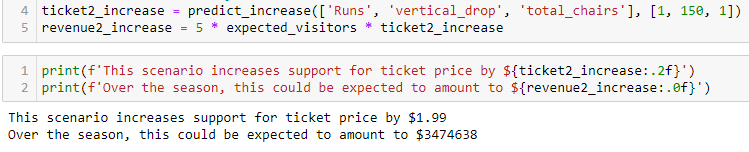 4 ticket2_increase = predict_increase(['Runs', 'vertical_drop', 'total_chairs'], [1, 150, 1])
5 revenue2_increase = 5 * expected_visitors * ticket2_increase
1 print(f'This scenario increases support for ticket price by ${ticket2_increase:.2f}')
2 print(f'Over the season, this could be expected to amount to ${revenue2_increase:.0f}')
This scenario increases support for ticket price by $1.99
Over the season, this could be expected to amount to $3474638